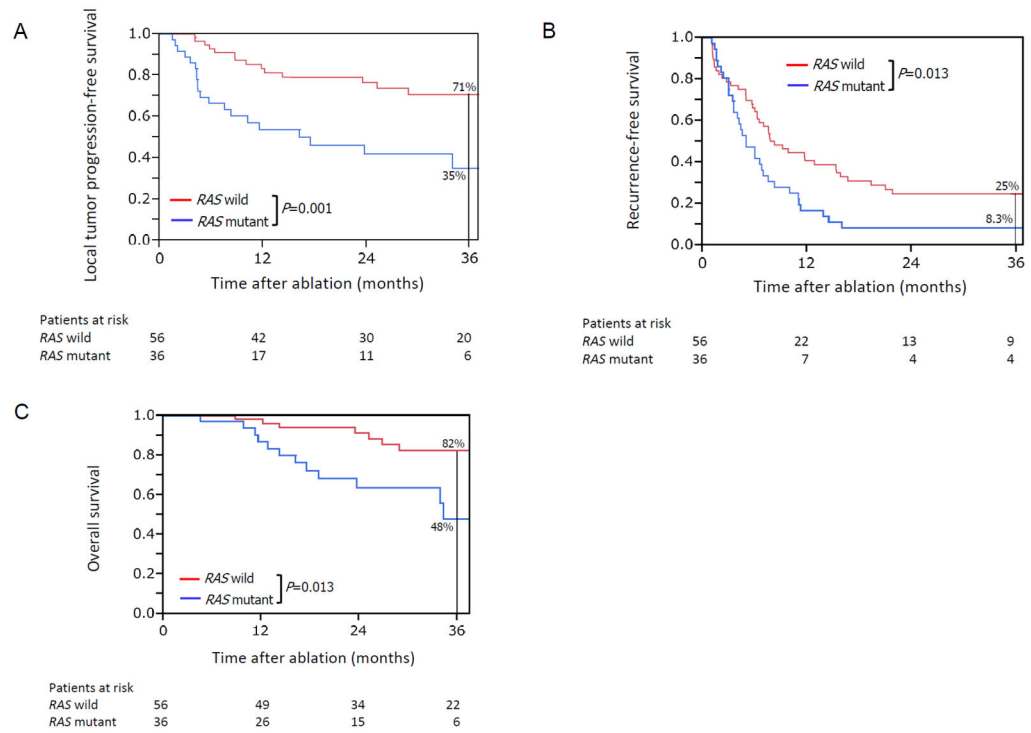 A
Local tumor progression-free survival
1.0
0.8
0.6
0.4
0.2
0.0
71%
35%
RAS wild
RAS mutant
P=0.001
0 12 24 36
Time after ablation (months)
Patients at risk
RAS wild 56 42 30 20
RAS mutant 36 17 11 6
B
Recurrence-free survival
1.0
0.8
0.6
0.4
0.2
0.0
RAS wild
RAS mutant
P=0.013
25%
8.3%
0 12 24 36
Time after ablation (months)
Patients at risk
RAS wild 56 22 13 9
RAS mutant 36 7 4 4
C
Overall survival
1.0
0.8
0.6
0.4
0.2
0.0
82%
48%
RAS wild
RAS mutant
P=0.013
0 12 24 36
Time after ablation (months)
Patients at risk
RAS wild 56 49 34 22
RAS mutant 36 26 15 6